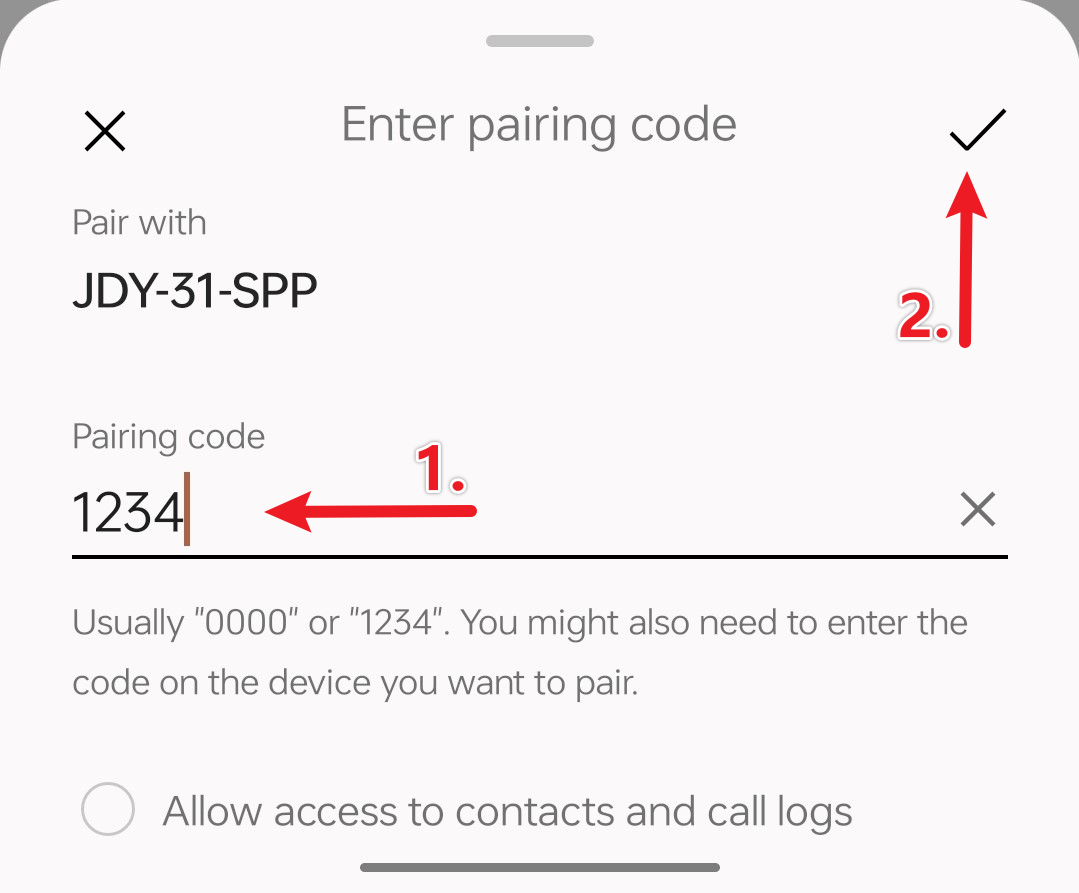 Enter pairing code
Pair with
JDY-31-SPP
2.
Pairing code
1.
1234
Usually "0000" or "1234". You might also need to enter the
code on the device you want to pair.
Allow access to contacts and call logs